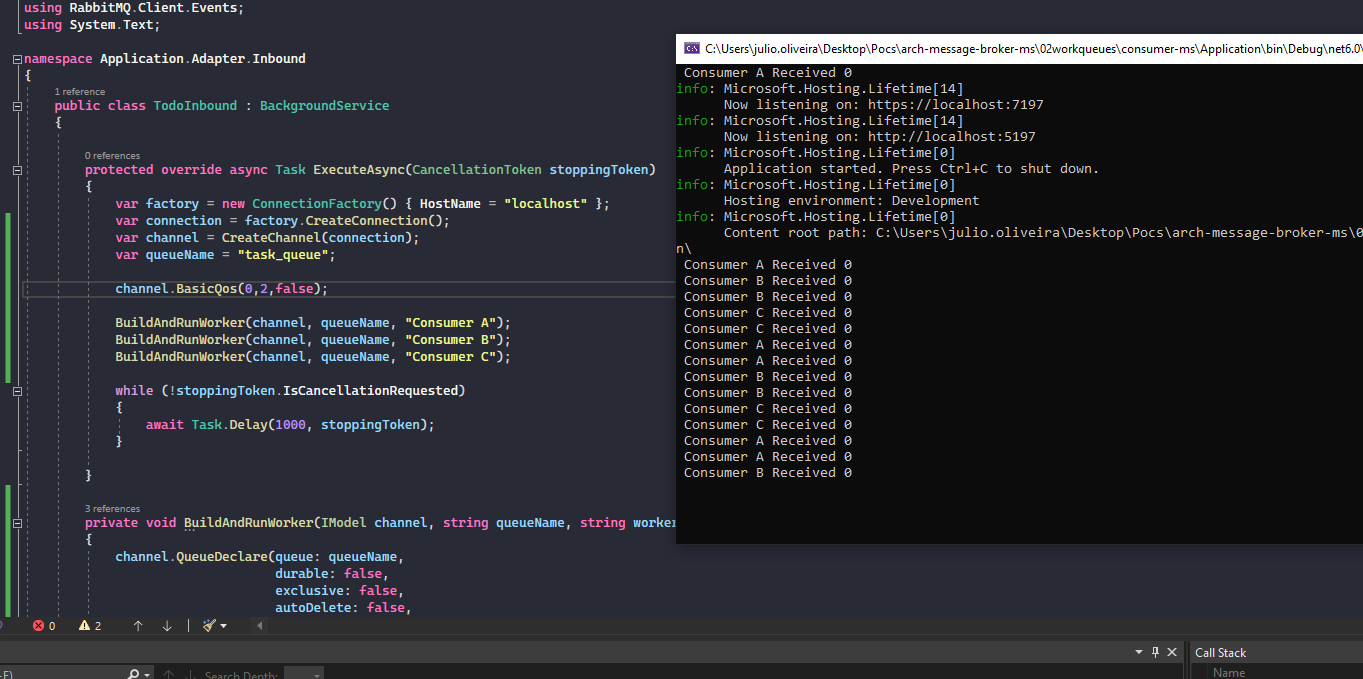 using RabbitMQ.Client.Events;
using System.Text;
namespace Application.Adapter.Inbound
{
1 reference
public class TodoInbound : BackgroundService
{
0 references
protected override async Task ExecuteAsync(CancellationToken stoppingToken)
{
var factory = new ConnectionFactory() { HostName = "localhost" };
var connection = factory.CreateConnection();
var channel = CreateChannel(connection);
var queueName = "task_queue";
channel.BasicQos(0,2,false);
BuildAndRunWorker(channel, queueName, "Consumer A");
BuildAndRunWorker(channel, queueName, "Consumer B");
BuildAndRunWorker(channel, queueName, "Consumer C");
while (!stoppingToken.IsCancellationRequested)
{
await Task.Delay(1000, stoppingToken);
}
}
3 references
private void BuildAndRunWorker(IModel channel, string queueName, string worker
{
channel.QueueDeclare(queue: queueName,
durable: false,
exclusive: false,
autoDelete: false,
0 2
Search Depth:
C:\Users\julio.oliveira\Desktop\Pocs\arch-message-broker-ms\02workqueues\consumer-ms\Application\bin\Debug\net6.0\
Consumer A Received 0
info: Microsoft.Hosting.Lifetime[14]
Now listening on: https://localhost:7197
info: Microsoft.Hosting.Lifetime[14]
Now listening on: http://localhost:5197
info: Microsoft.Hosting.Lifetime[0]
Application started. Press Ctrl+C to shut down.
info: Microsoft.Hosting.Lifetime[0]
Hosting environment: Development
info: Microsoft.Hosting.Lifetime[0]
Content root path: C:\Users\julio.oliveira\Desktop\Pocs\arch-message-broker-ms\0
n\
Consumer A Received 0
Consumer B Received 0
Consumer B Received 0
Consumer C Received 0
Consumer C Received 0
Consumer A Received 0
Consumer A Received 0
Consumer B Received 0
Consumer B Received 0
Consumer C Received 0
Consumer C Received 0
Consumer A Received 0
Consumer A Received 0
Consumer B Received 0
Call Stack
Name